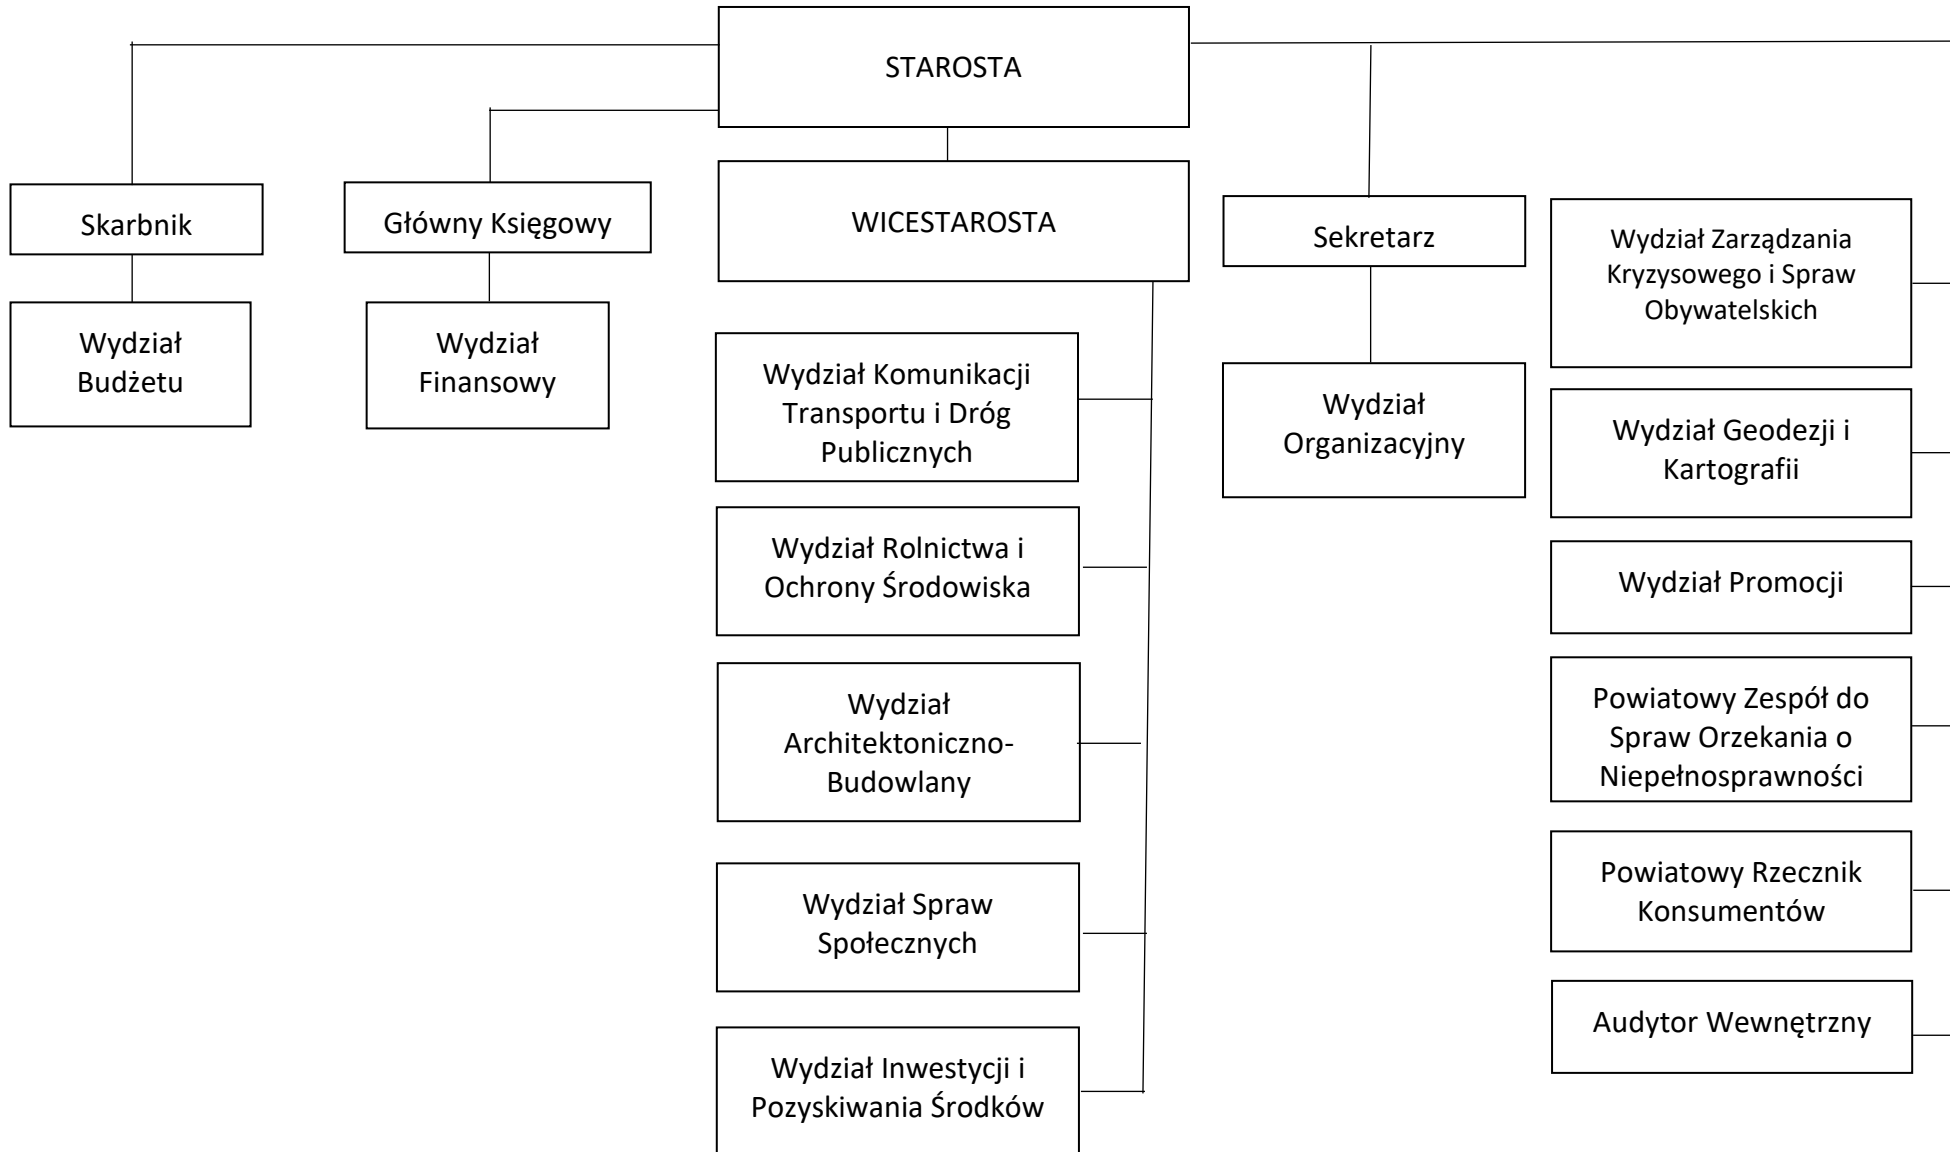 STAROSTA
Skarbnik
Główny Księgowy
WICESTAROSTA
Sekretarz
Wydział
Budżetu
Wydział
Finansowy
Wydział Komunikacji
Transportu i Dróg
Publicznych
Wydział Rolnictwa i
Ochrony Środowiska
Wydział
Architektoniczno-
Budowlany
Wydział Spraw
Społecznych
Wydział Inwestycji i
Pozyskiwania Środków
Wydział
Organizacyjny
Wydział Zarządzania
Kryzysowego i Spraw
Obywatelskich
Wydział Geodezji i
Kartografii
Wydział Promocji
Powiatowy Zespół do
Spraw Orzekania o
Niepełnosprawności
Powiatowy Rzecznik
Konsumentów
Audytor Wewnętrzny